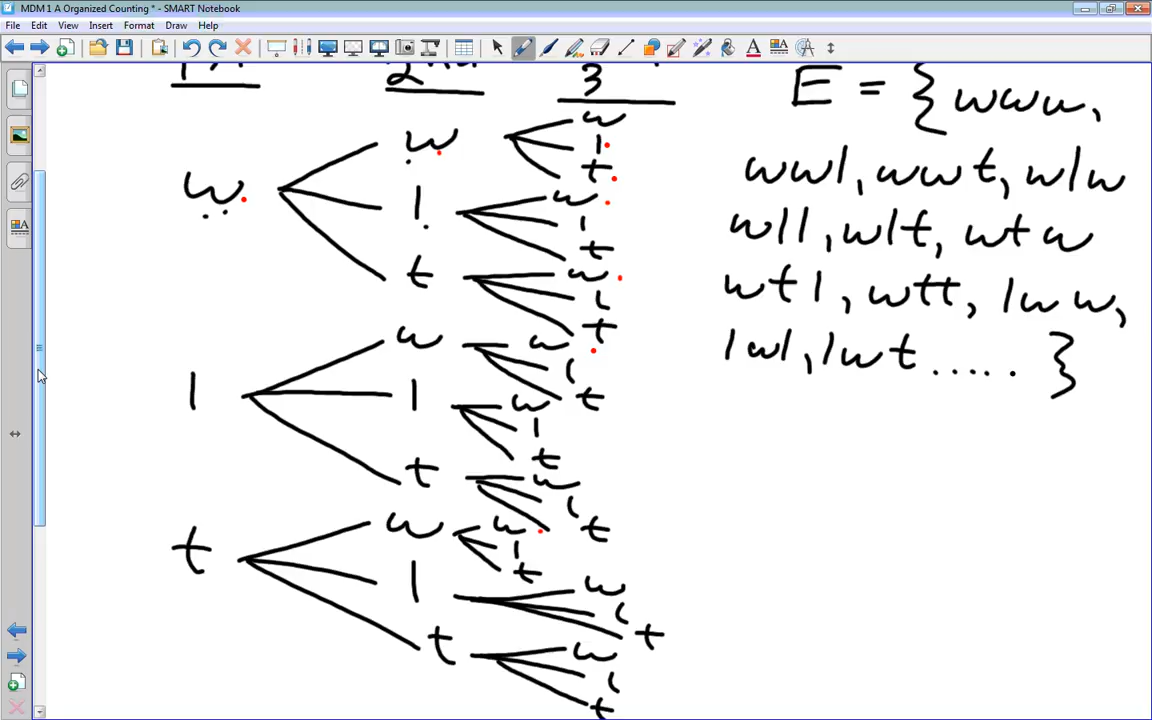 MDM 1 A Organized Counting * - SMART Notebook
File Edit View Insert Format Draw Help
3
E = { www,
wwl, wwt, wlw
wll, wlt, wtw
wtl, wtt, lww,
lwl, lwt ..... }
w
w
w
l
t
l
w
l
t
t
w
l
t
l
w
w
l
t
l
w
l
t
t
w
l
t
t
w
w
l
t
l
w
l
t
t
w
l
t